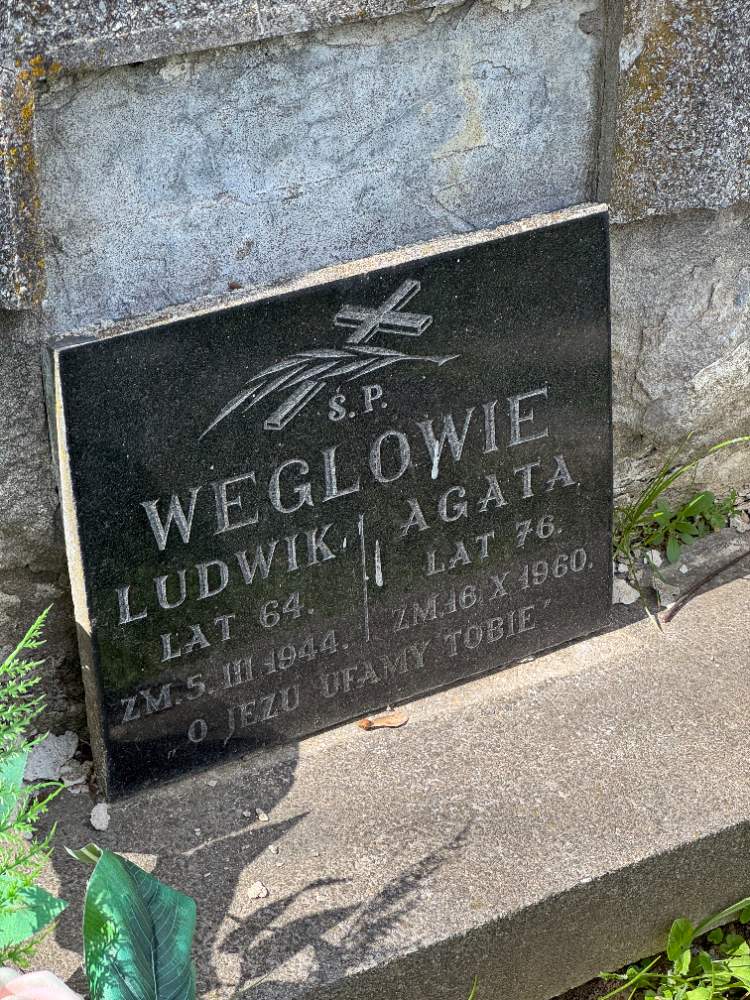 Ś.P.
WEGLOWIE
LUDWIK
LAT 64.
ZM. 5. III 1944.
AGATA
LAT 76.
ZM. 16 X 1960.
„O JEZU UFAMY TOBIE"